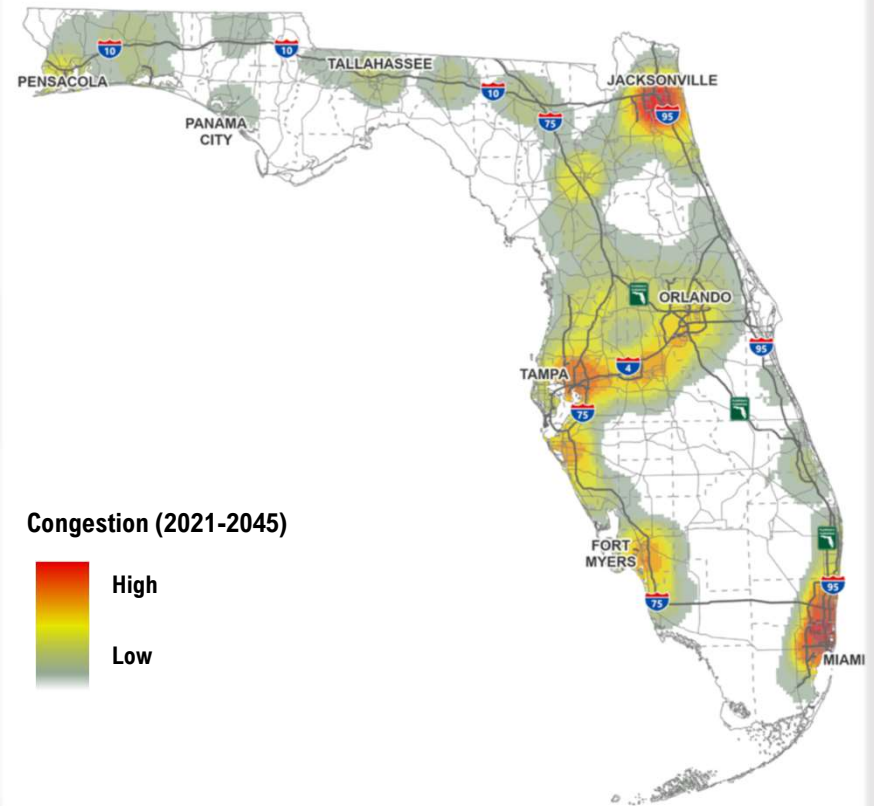 10
10
TALLAHASSEE
PENSACOLA
JACKSONVILLE
10
95
75
PANAMA
CITY
ORLANDO
95
4
TAMPA
75
Congestion (2021-2045)
High
Low
FORT
MYERS
95
75
MIAMI